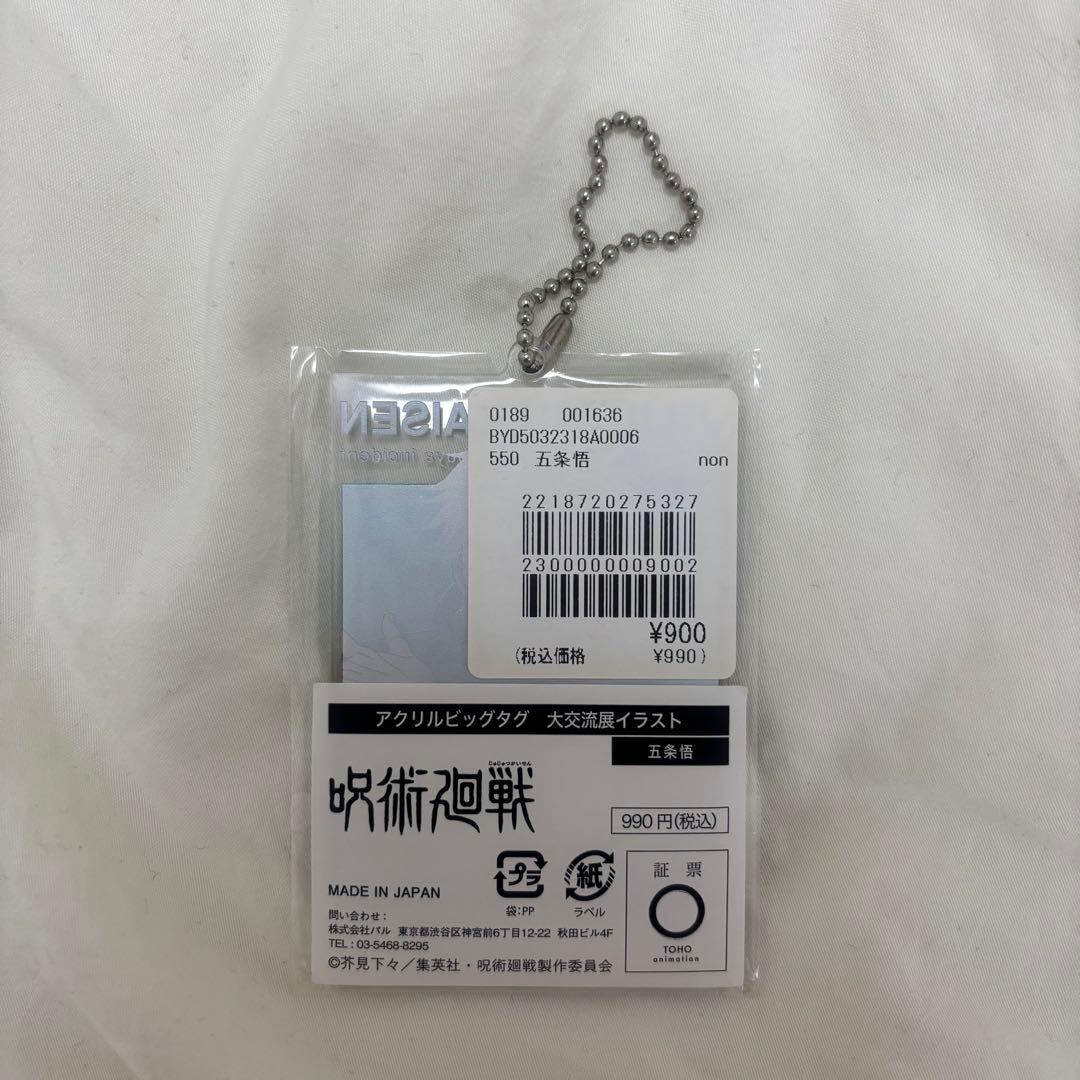 AISEN
uya incident
0189 001636
BYD5032318A0006
550 五条悟 non
2218720275327
2300000009002
¥900
(税込価格 ¥990)
アクリルビッグタグ 大交流展イラスト
五条悟
じゅじゅつかいせん
呪術廻戦
990円(税込)
プラ
紙
証票
袋:PP
ラベル
MADE IN JAPAN
TOHO
animation
問い合わせ:
株式会社パル 東京都渋谷区神宮前6丁目12-22 秋田ビル4F
TEL : 03-5468-8295
©芥見下々/集英社・呪術廻戦製作委員会